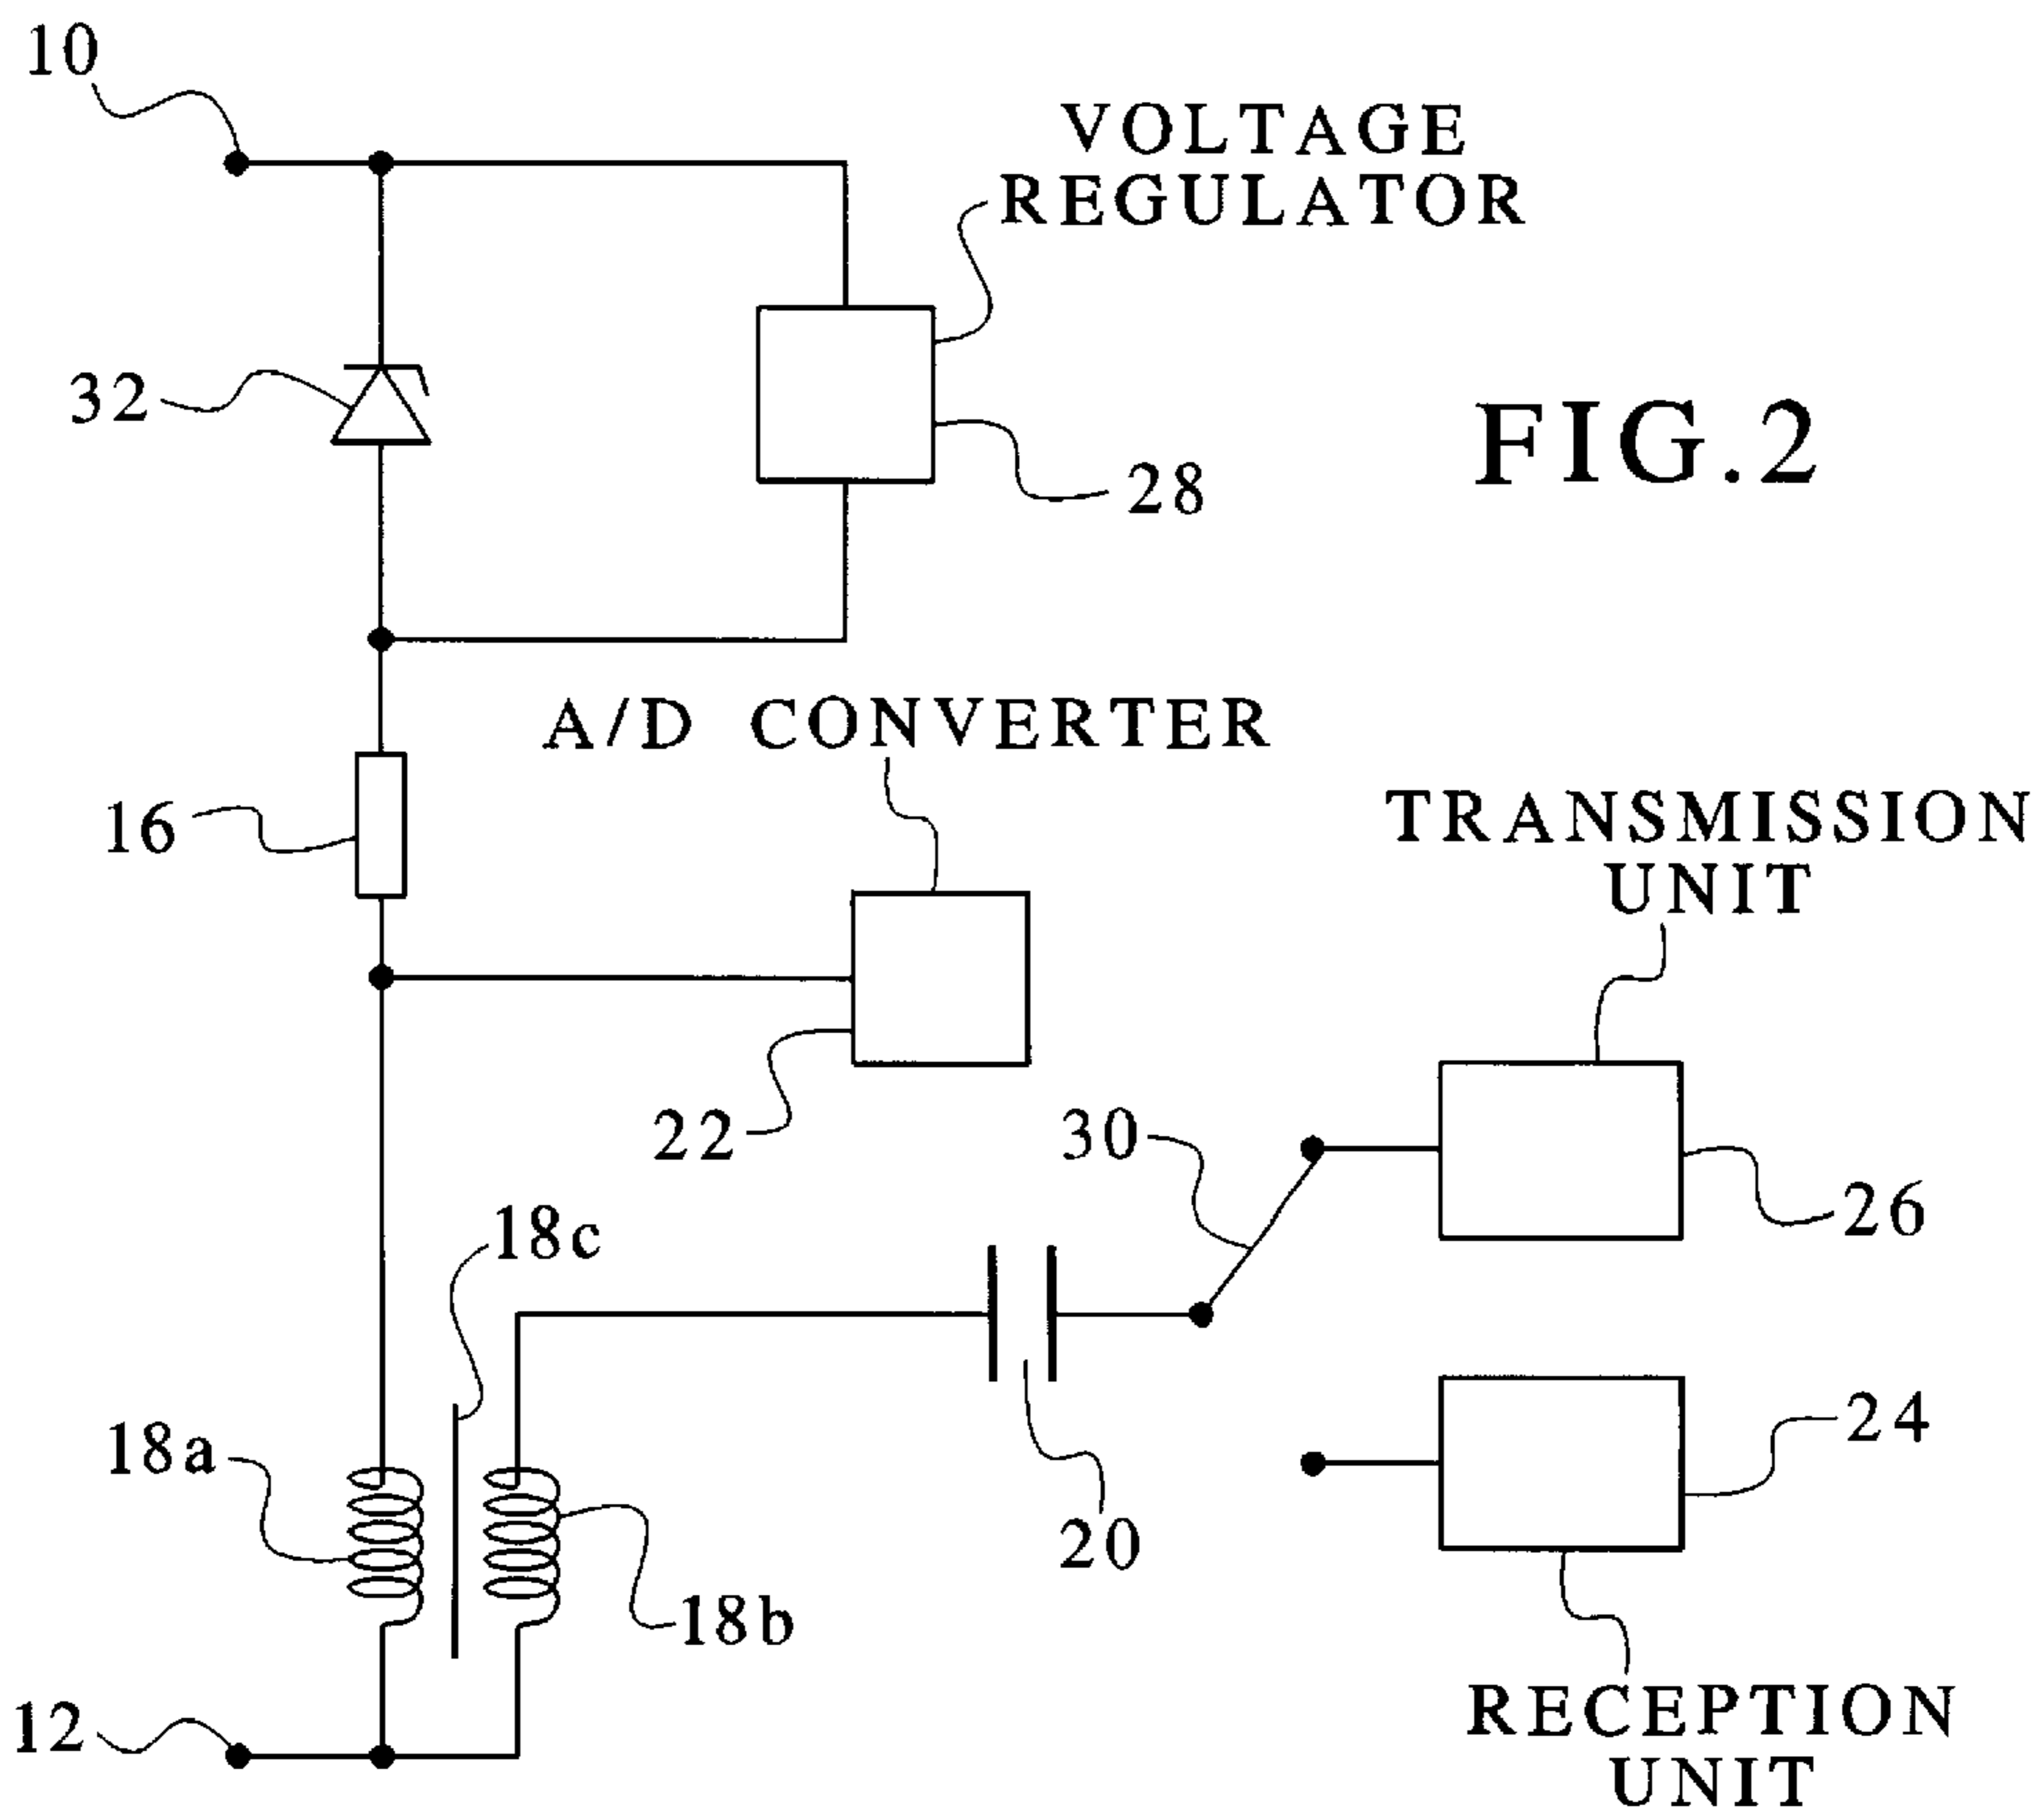 10
VOLTAGE
REGULATOR
32
28
FIG.2
A/D CONVERTER
16
TRANSMISSION
UNIT
22
30
26
18c
18a
24
20
18b
12
RECEPTION
UNIT